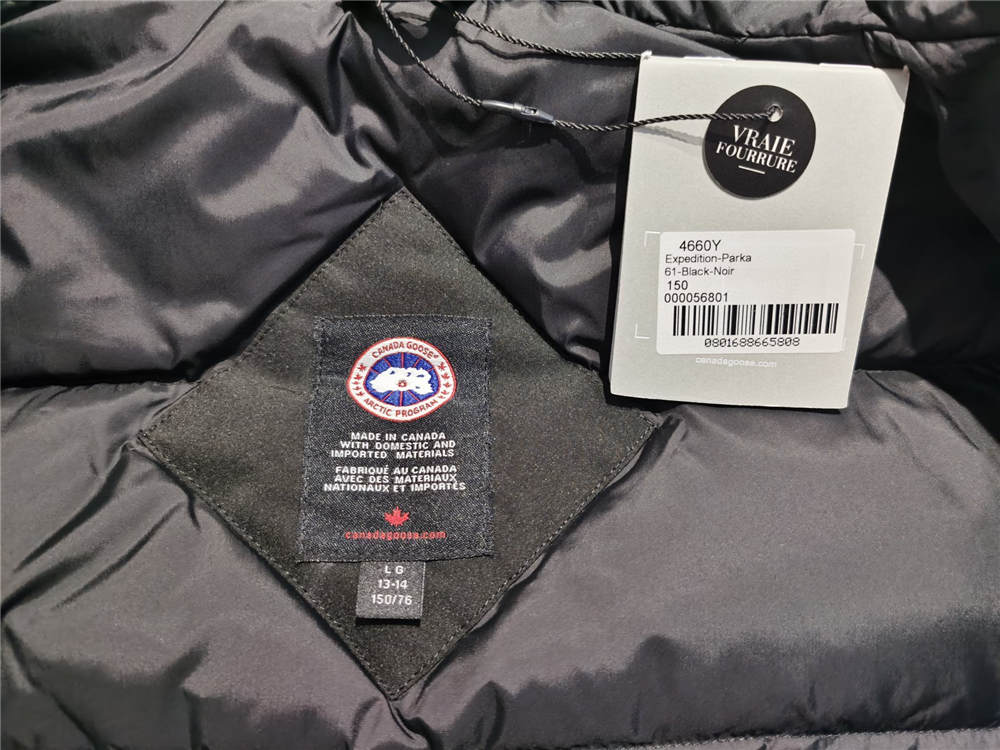 VRAIE
FOURRURE
4660Y
Expedition-Parka
61-Black-Noir
150
000056801
0801688665808
canadagoose.com
CANADA GOOSE®
ARCTIC PROGRAM
MADE IN CANADA
WITH DOMESTIC AND
IMPORTED MATERIALS
FABRIQUÉ AU CANADA
AVEC DES MATERIAUX
NATIONAUX ET IMPORTÉS
canadagoose.com
LG
13-14
150/76